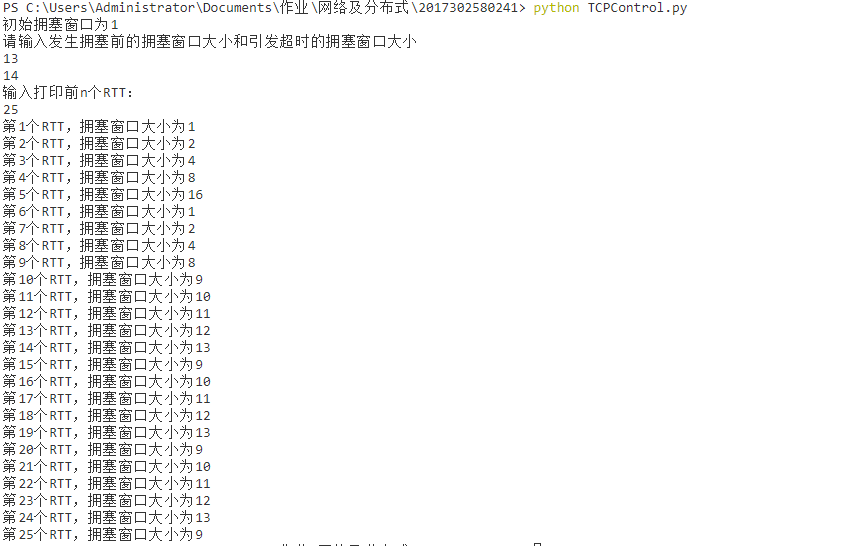 PS C:\Users\Administrator\Documents\作业\网络及分布式\2017302580241> python TCPControl.py
初始拥塞窗口为1
请输入发生拥塞前的拥塞窗口大小和引发超时的拥塞窗口大小
13
14
输入打印前n个RTT：
25
第1个RTT，拥塞窗口大小为1
第2个RTT，拥塞窗口大小为2
第3个RTT，拥塞窗口大小为4
第4个RTT，拥塞窗口大小为8
第5个RTT，拥塞窗口大小为16
第6个RTT，拥塞窗口大小为1
第7个RTT，拥塞窗口大小为2
第8个RTT，拥塞窗口大小为4
第9个RTT，拥塞窗口大小为8
第10个RTT，拥塞窗口大小为9
第11个RTT，拥塞窗口大小为10
第12个RTT，拥塞窗口大小为11
第13个RTT，拥塞窗口大小为12
第14个RTT，拥塞窗口大小为13
第15个RTT，拥塞窗口大小为9
第16个RTT，拥塞窗口大小为10
第17个RTT，拥塞窗口大小为11
第18个RTT，拥塞窗口大小为12
第19个RTT，拥塞窗口大小为13
第20个RTT，拥塞窗口大小为9
第21个RTT，拥塞窗口大小为10
第22个RTT，拥塞窗口大小为11
第23个RTT，拥塞窗口大小为12
第24个RTT，拥塞窗口大小为13
第25个RTT，拥塞窗口大小为9